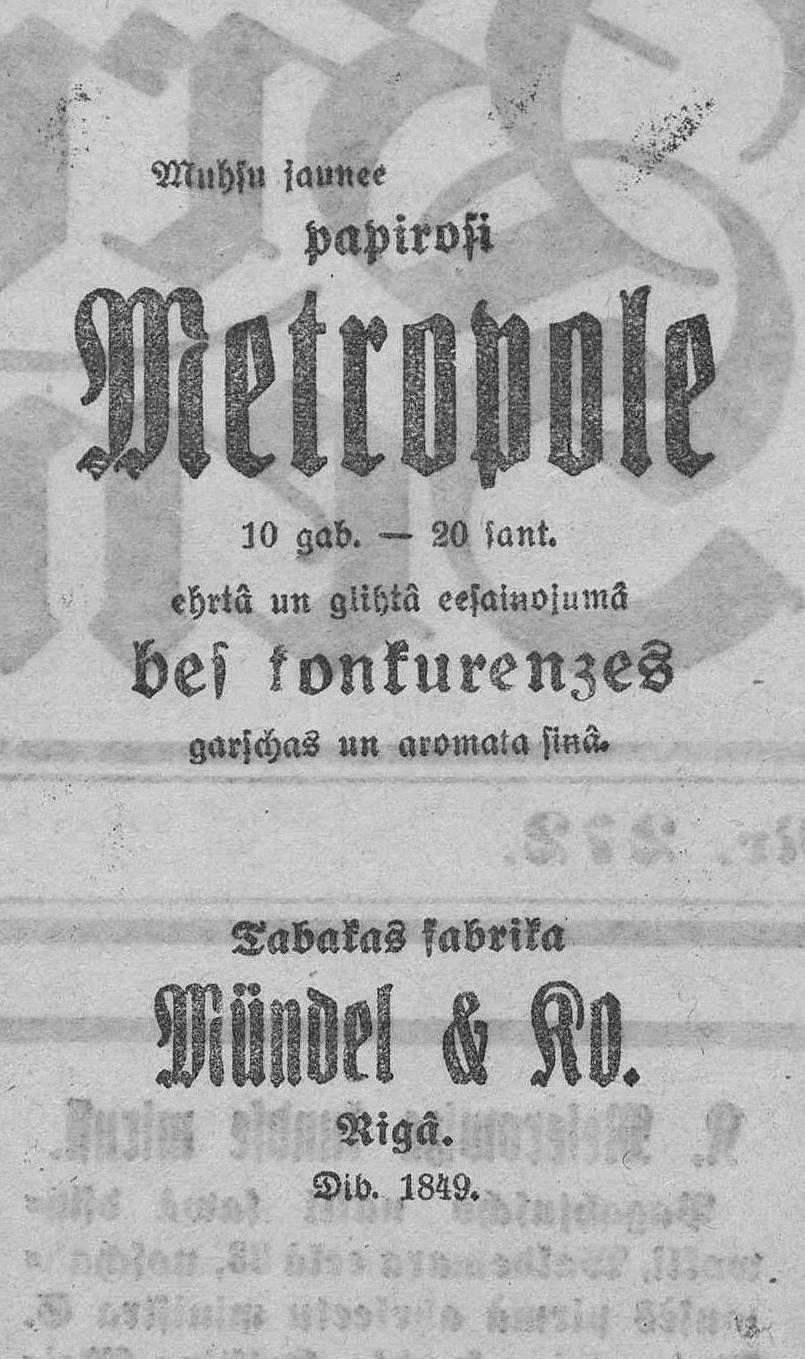 Muhsu jaunee
papirosi
Metropole
10 gab. — 20 sant.
ehrtâ un glihtâ eesainojumâ
bes konkurenzes
garschas un aromata sinâ.
Tabakas fabrika
Mündel & Ko.
Rigâ.
Dib. 1849.